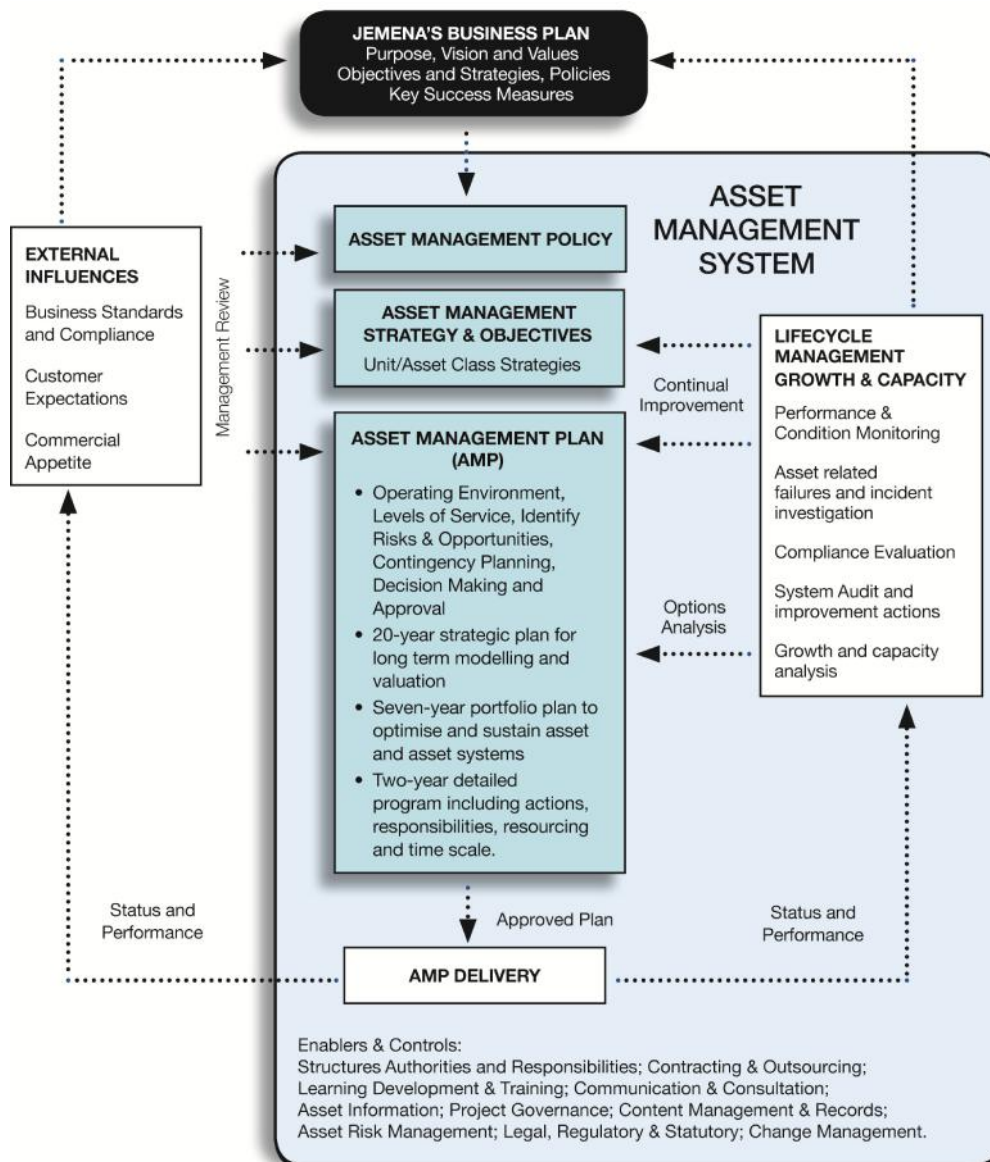 JEMENA'S BUSINESS PLAN
Purpose, Vision and Values
Objectives and Strategies, Policies
Key Success Measures
ASSET
MANAGEMENT
SYSTEM
EXTERNAL
INFLUENCES
Business Standards
and Compliance
Customer
Expectations
Commercial
Appetite
Management Review
ASSET MANAGEMENT POLICY
ASSET MANAGEMENT
STRATEGY & OBJECTIVES
Unit/Asset Class Strategies
ASSET MANAGEMENT PLAN
(AMP)
• Operating Environment,
Levels of Service, Identify
Risks & Opportunities,
Contingency Planning,
Decision Making and
Approval
• 20-year strategic plan for
long term modelling and
valuation
• Seven-year portfolio plan to
optimise and sustain asset
and asset systems
• Two-year detailed
program including actions,
responsibilities, resourcing
and time scale.
Continual
Improvement
Options
Analysis
LIFECYCLE
MANAGEMENT
GROWTH & CAPACITY
Performance &
Condition Monitoring
Asset related
failures and incident
investigation
Compliance Evaluation
System Audit and
improvement actions
Growth and capacity
analysis
Status and
Performance
Approved Plan
Status and
Performance
AMP DELIVERY
Enablers & Controls:
Structures Authorities and Responsibilities; Contracting & Outsourcing;
Learning Development & Training; Communication & Consultation;
Asset Information; Project Governance; Content Management & Records;
Asset Risk Management; Legal, Regulatory & Statutory; Change Management.